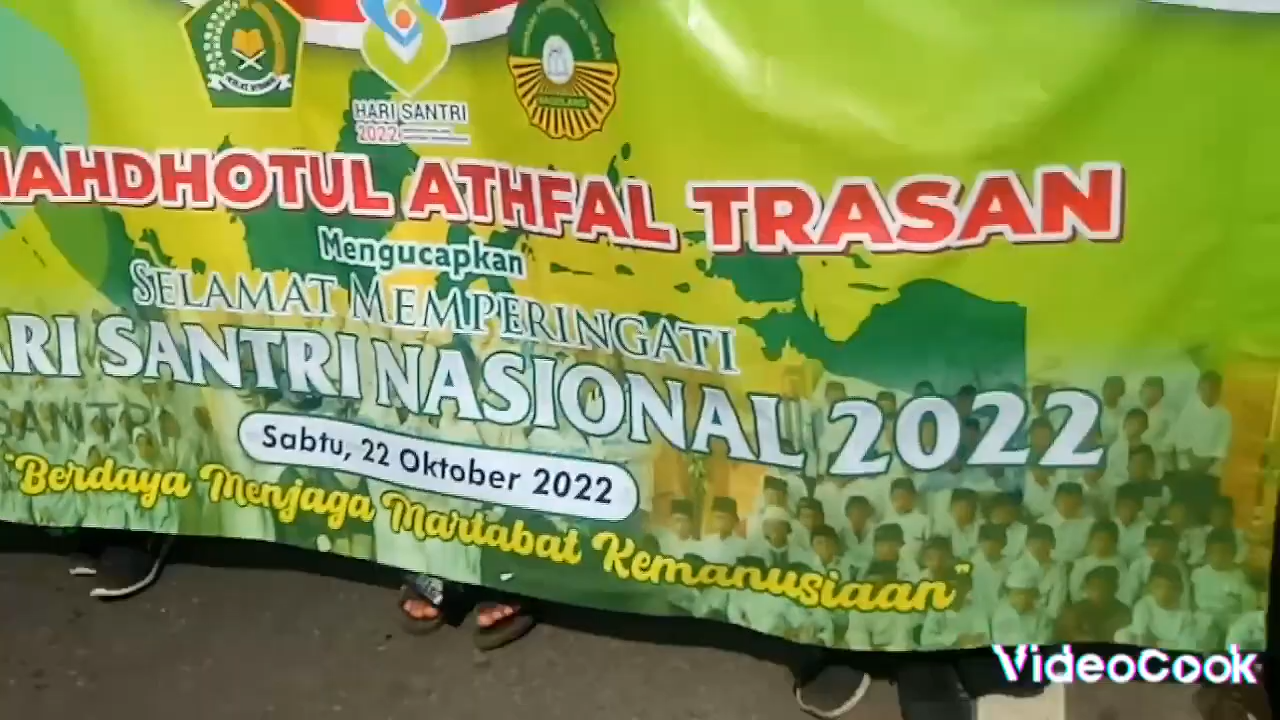 HARI SANTRI
2022
AHDHOTUL ATHFAL TRASAN
Mengucapkan
SELAMAT MEMPERINGATI
ARI SANTRI NASIONAL 2022
SANTRI
Sabtu, 22 Oktober 2022
"Berdaya Menjaga Martabat Kemanusiaan"
VideoCook